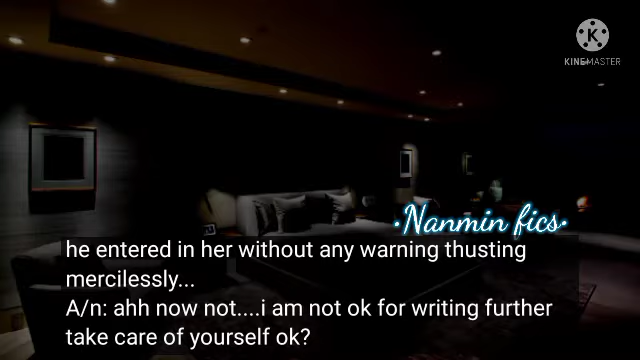 KINEMASTER
·Nanmin fics·
he entered in her without any warning thusting
mercilessly...
A/n: ahh now not....i am not ok for writing further
take care of yourself ok?